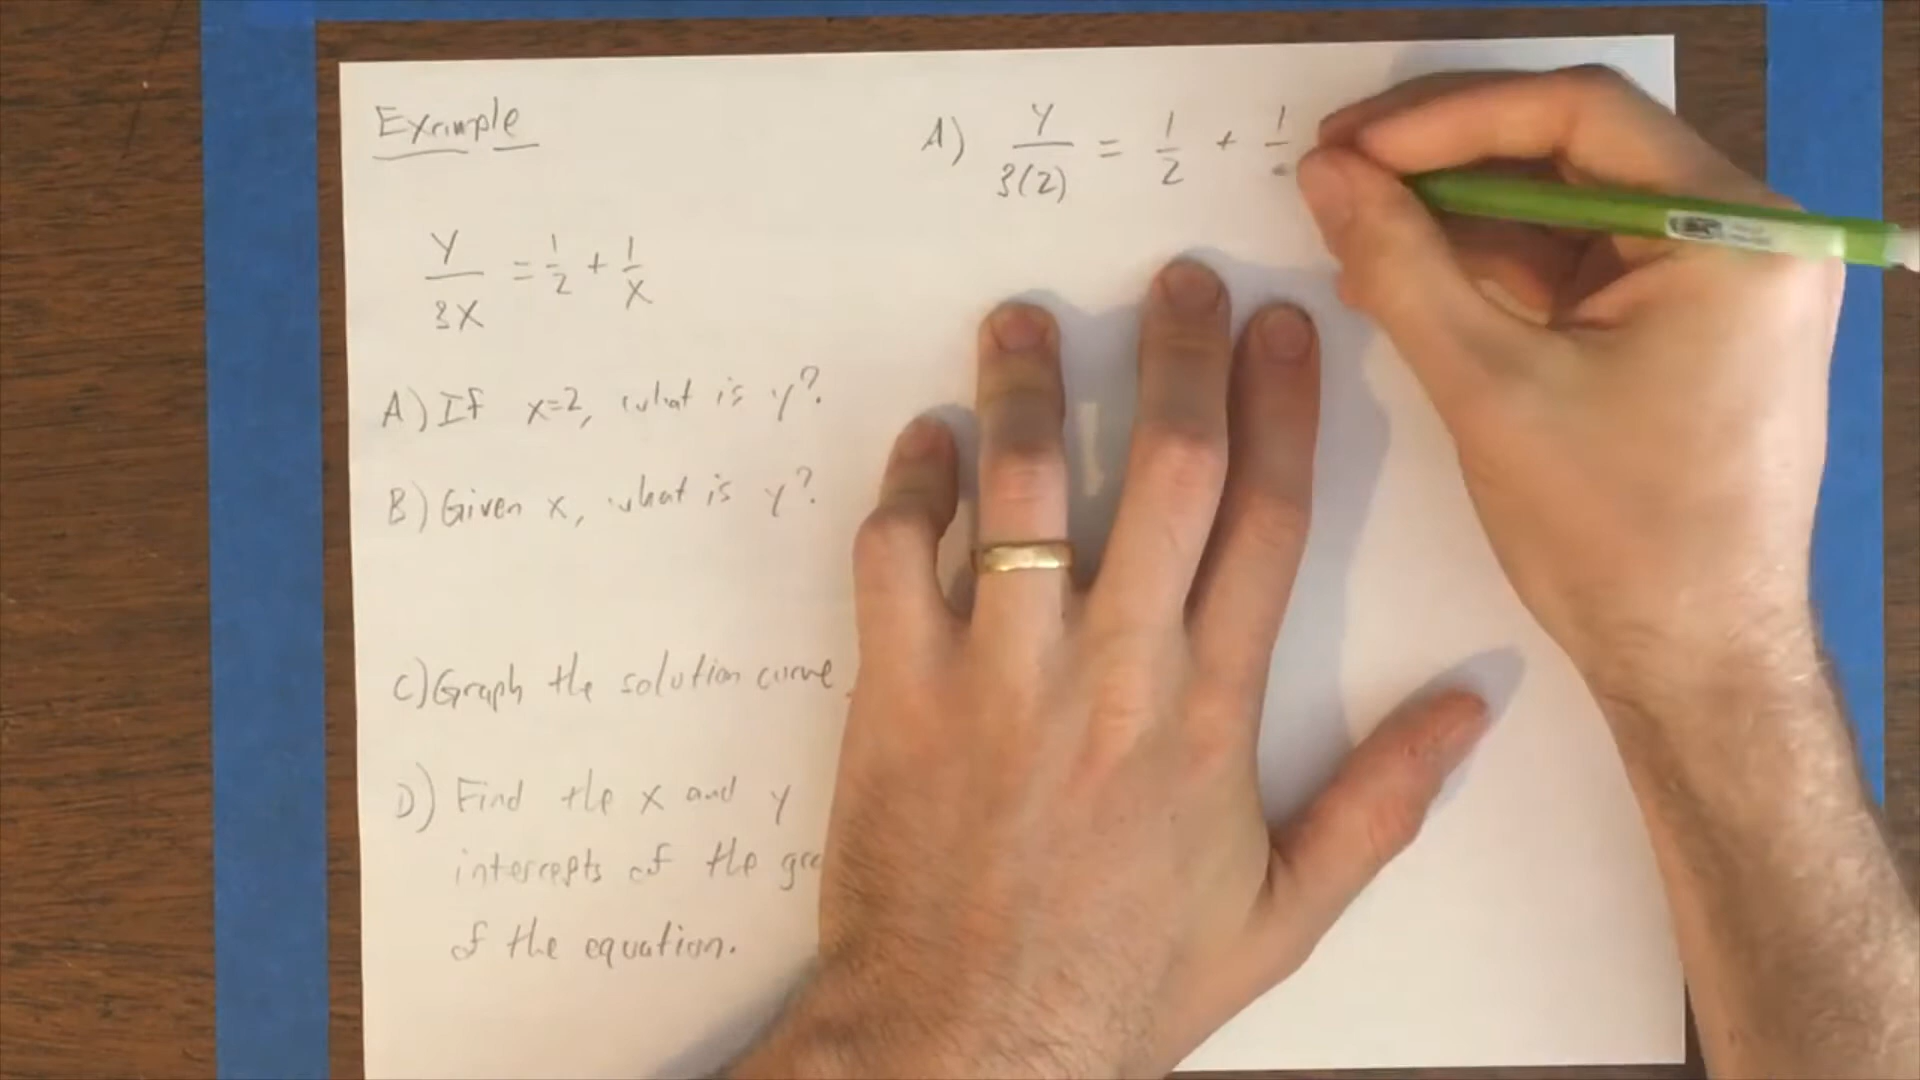 Example
y/3x = 1/2 + 1/x
A) If x=2, what is y?
B) Given x, what is y?
C) Graph the solution curve.
D) Find the x and y
intercepts of the
of the equation.
A) y/3(2) = 1/2 + 1/